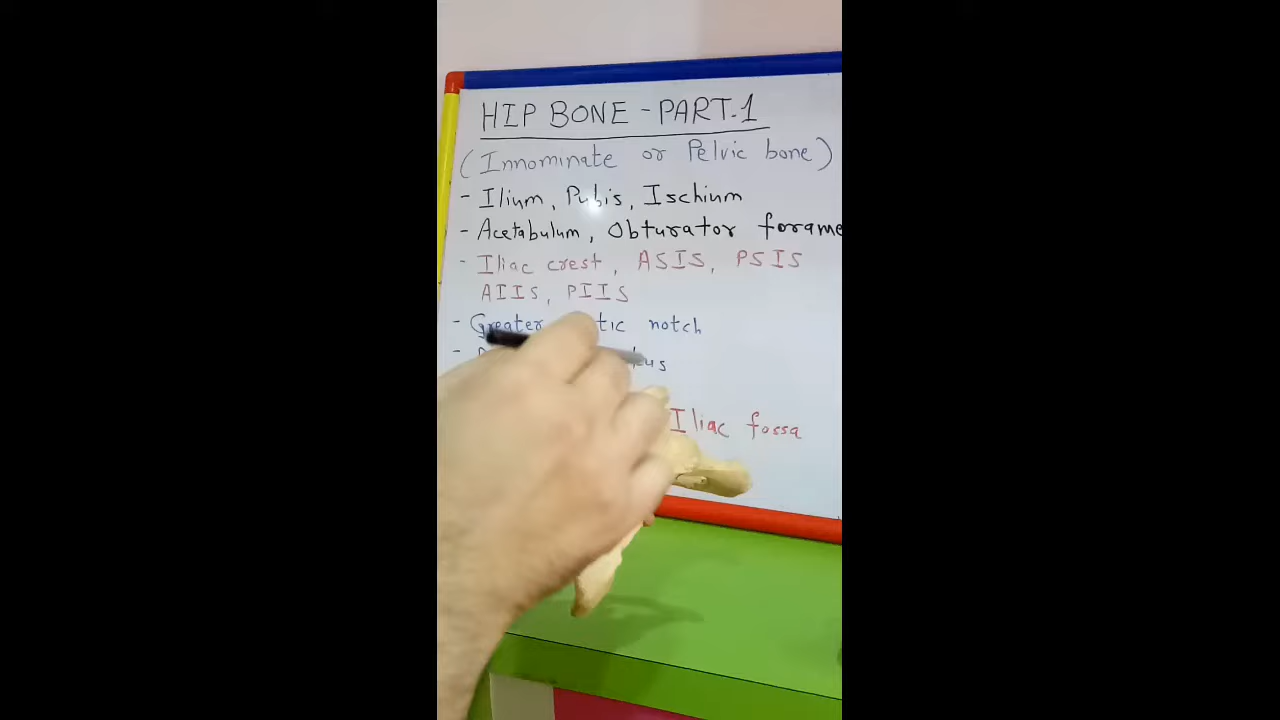 HIP BONE - PART-1
(Innominate or Pelvic bone)
- Ilium, Pubis, Ischium
- Acetabulum, Obturator forame
- Iliac crest, ASIS, PSIS
AIIS, PIIS
- Greater notch
Iliac fossa